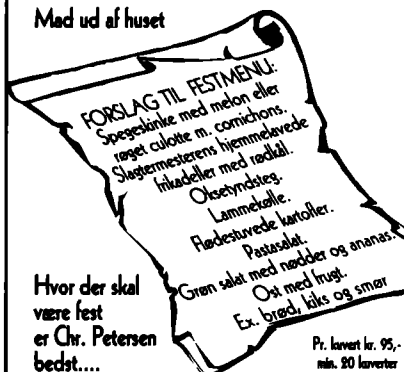 Mad ud af huset
FORSLAG TIL FESTMENU:
Spegeskinke med melon eller
røget culotte m. cornichons.
Slagtermesterens hjemmelavede
frikadeller med rødkål.
Oksetyndsteg.
Lammekølle.
Flødestuvede kartofler.
Pastasalat.
Grøn salat med nødder og ananas.
Ost med frugt.
Ex. brød, kiks og smør
Hvor der skal
være fest
er Chr. Petersen
bedst....
Pr. kuvert kr. 95,-
min. 20 kuverter